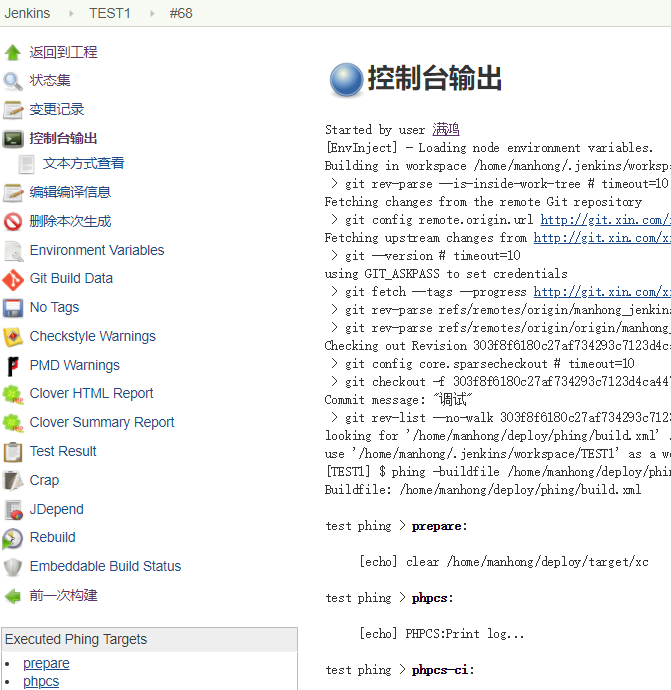 Jenkins TEST1 #68
返回到工程
状态集
变更记录
控制台输出
文本方式查看
编辑编译信息
删除本次生成
Environment Variables
Git Build Data
No Tags
Checkstyle Warnings
PMD Warnings
Clover HTML Report
Clover Summary Report
Test Result
Crap
JDepend
Rebuild
Embeddable Build Status
前一次构建
Executed Phing Targets
• prepare
• phpcs
控制台输出
Started by user 满鸿
[EnvInject] - Loading node environment variables.
Building in workspace /home/manhong/.jenkins/worksp
> git rev-parse --is-inside-work-tree # timeout=10
Fetching changes from the remote Git repository
> git config remote.origin.url http://git.xin.com/x
Fetching upstream changes from http://git.xin.com/xi
> git --version # timeout=10
using GIT_ASKPASS to set credentials
> git fetch --tags --progress http://git.xin.com/xi
> git rev-parse refs/remotes/origin/manhong_jenkins
> git rev-parse refs/remotes/origin/origin/manhong_
Checking out Revision 303f8f6180c27af734293c7123d4c
> git config core.sparsecheckout # timeout=10
> git checkout -f 303f8f6180c27af734293c7123d4ca447
Commit message: "调试"
> git rev-list --no-walk 303f8f6180c27af734293c7123
looking for '/home/manhong/deploy/phing/build.xml' .
use '/home/manhong/.jenkins/workspace/TEST1' as a wo
[TEST1] $ phing -buildfile /home/manhong/deploy/phin
Buildfile: /home/manhong/deploy/phing/build.xml
test phing > prepare:
[echo] clear /home/manhong/deploy/target/xc
test phing > phpcs:
[echo] PHPCS:Print log...
test phing > phpcs-ci: